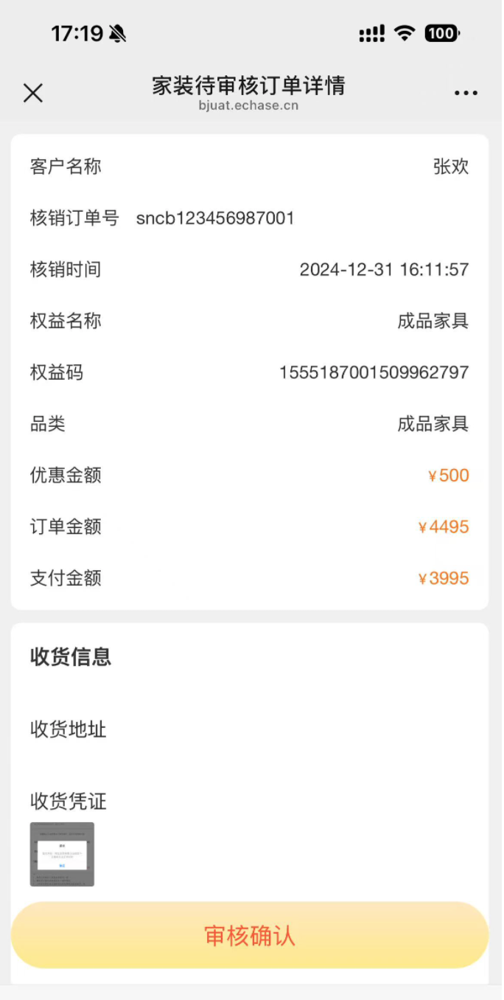 17:19
100
家装待审核订单详情
bjuat.echase.cn
客户名称 张欢
核销订单号 sncb123456987001
核销时间 2024-12-31 16:11:57
权益名称 成品家具
权益码 1555187001509962797
品类 成品家具
优惠金额 ¥500
订单金额 ¥4495
支付金额 ¥3995
收货信息
收货地址
收货凭证
审核确认